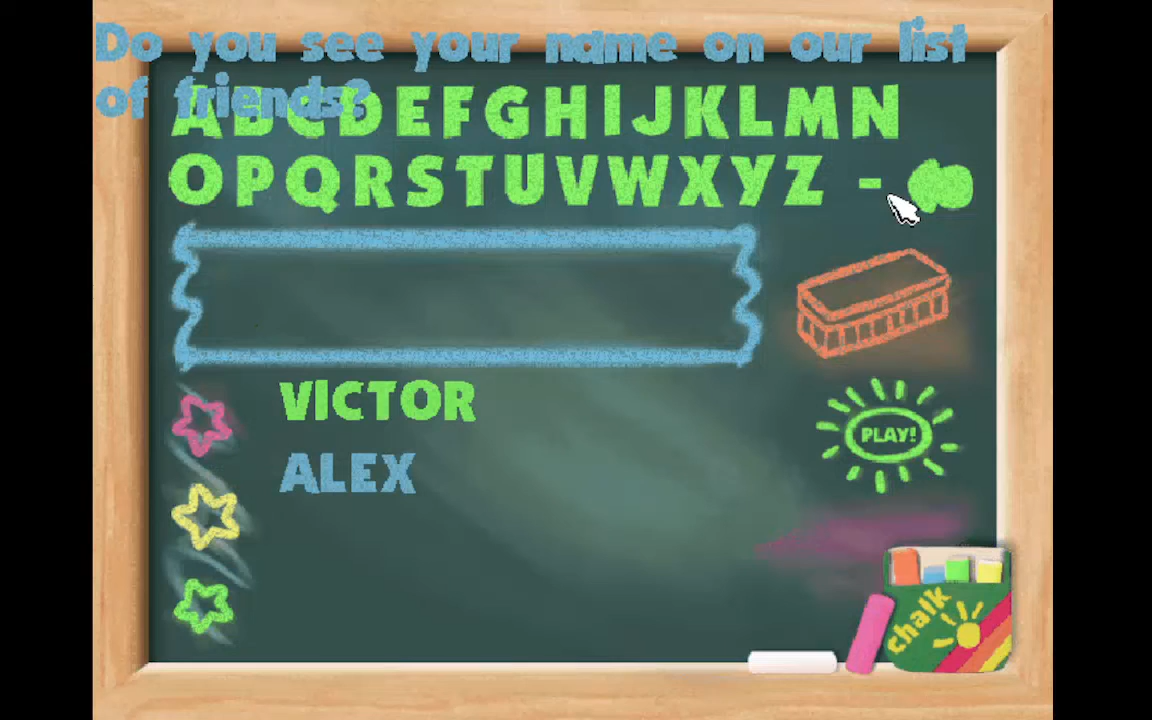 Do you see your name on our list
of friends?
ABCDEFGHIJKLMN
OPQRSTUVWXYZ -
VICTOR
PLAY!
ALEX
chalk